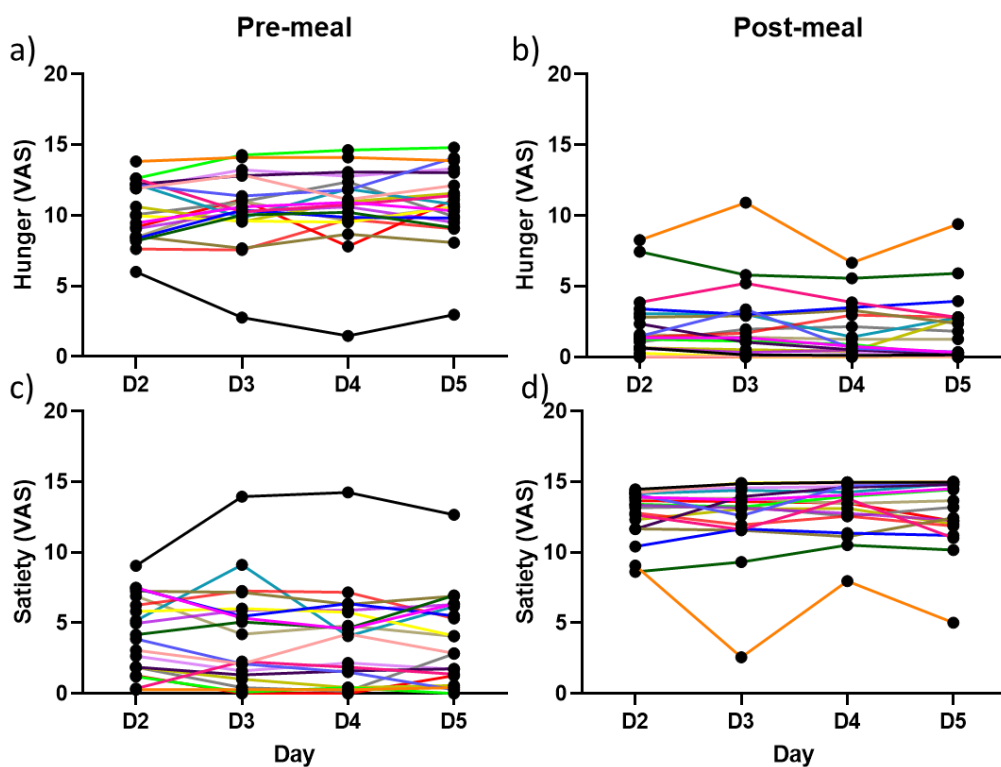 Pre-meal
Post-meal
a)
b)
Hunger (VAS)
20
15
10
5
0
D2 D3 D4 D5
Hunger (VAS)
20
15
10
5
0
D2 D3 D4 D5
c)
d)
Satiety (VAS)
20
15
10
5
0
D2 D3 D4 D5
Day
Satiety (VAS)
20
15
10
5
0
D2 D3 D4 D5
Day